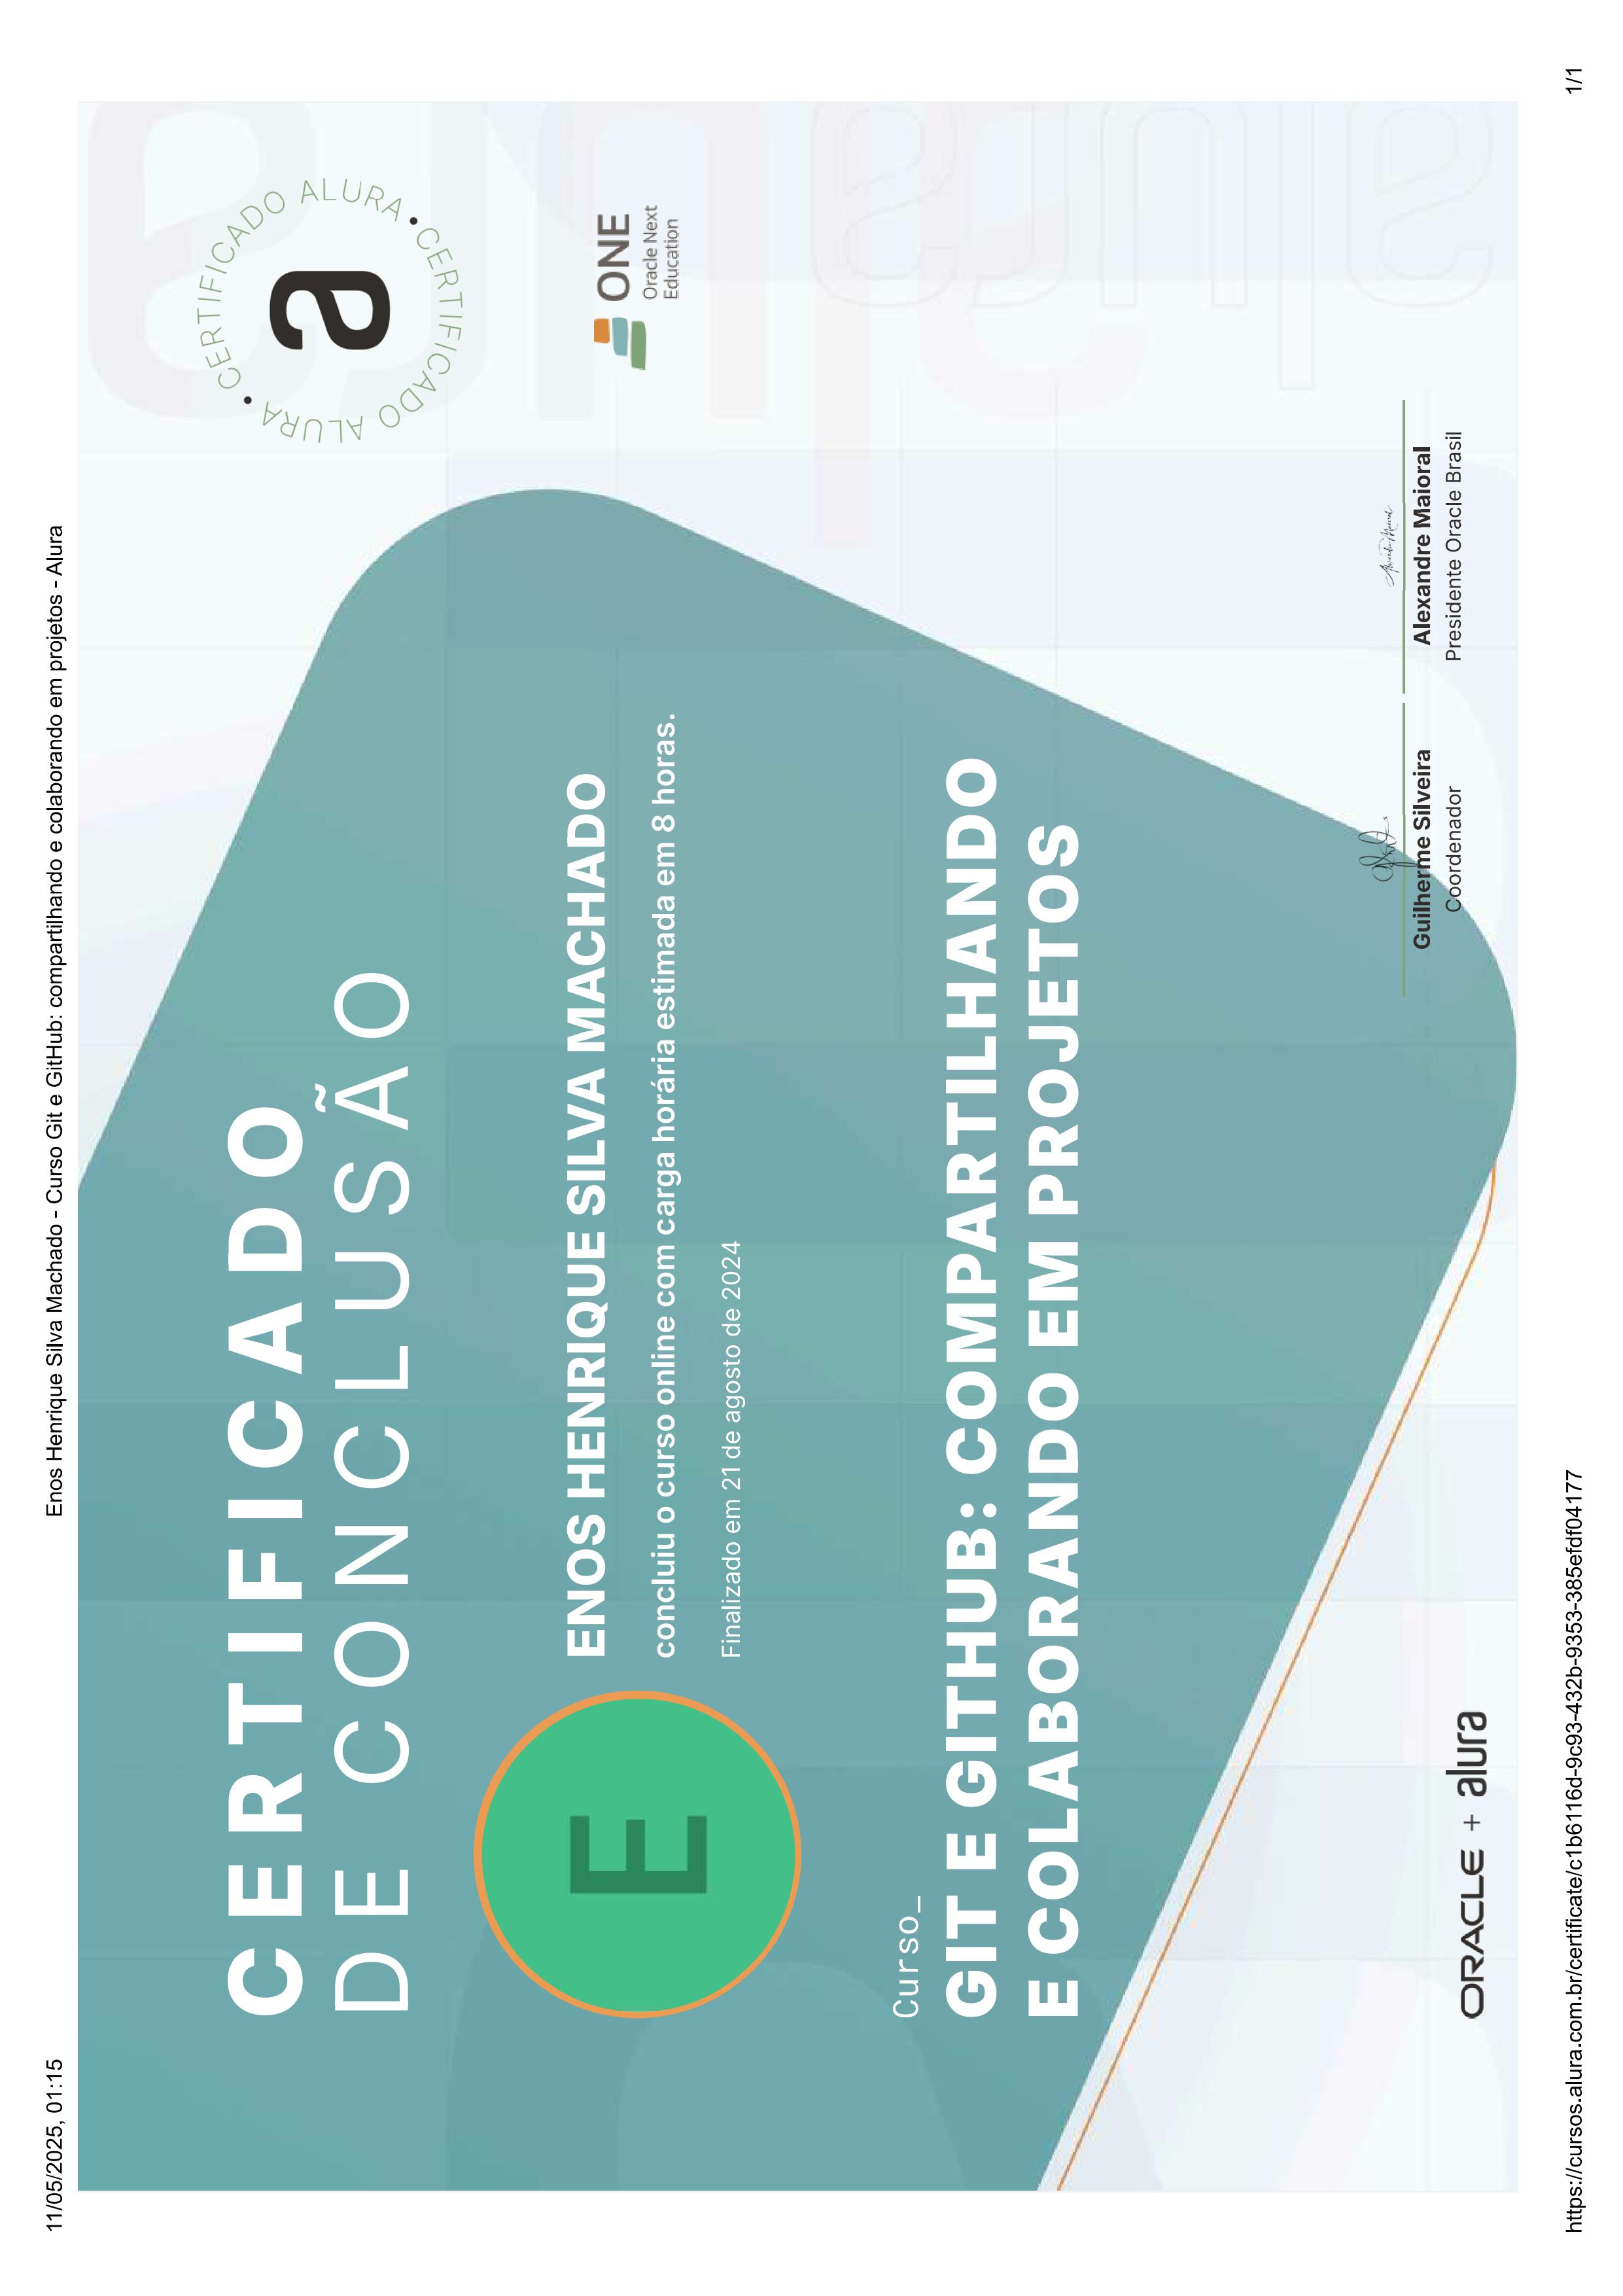 11/05/2025, 01:15
Enos Henrique Silva Machado - Curso Git e GitHub: compartilhando e colaborando em projetos - Alura
CERTIFICADO
DE CONCLUSÃO
• CERTIFICADO ALURA • CERTIFICADO ALURA
a
E
ENOS HENRIQUE SILVA MACHADO
concluiu o curso online com carga horária estimada em 8 horas.
Finalizado em 21 de agosto de 2024
ONE
Oracle Next
Education
Curso_
GIT E GITHUB: COMPARTILHANDO
E COLABORANDO EM PROJETOS
alura
Alexandre Maioral
Guilherme Silveira
Coordenador
Alexandre Maioral
Presidente Oracle Brasil
ORACLE + alura
https://cursos.alura.com.br/certificate/c1b6116d-9c93-432b-9353-385efdf04177
1/1